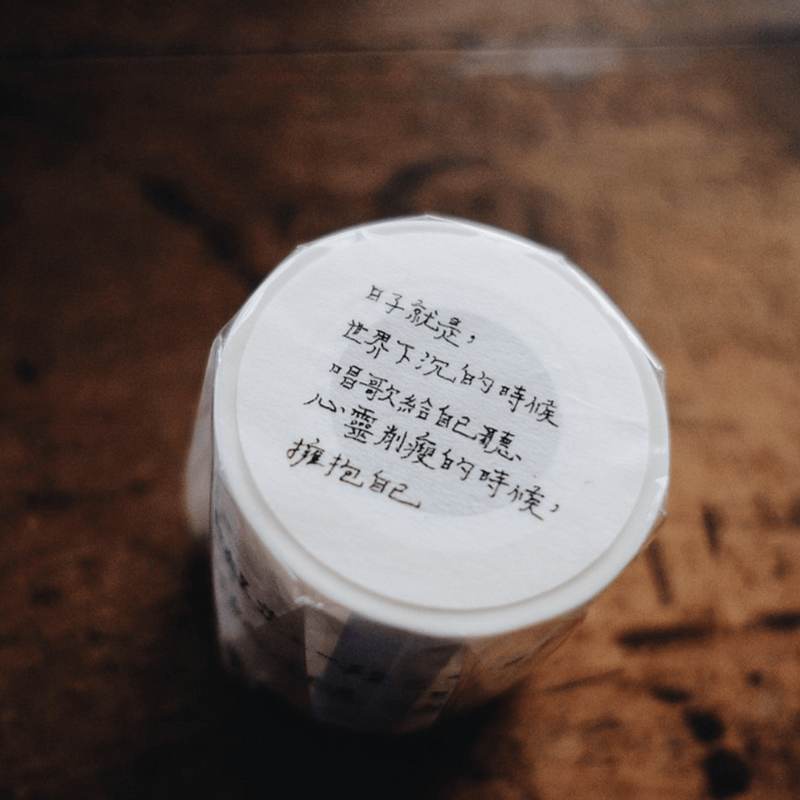 日子就是,
世界下沉的時候
唱歌給自己聽
心靈削瘦的時候,
擁抱自己